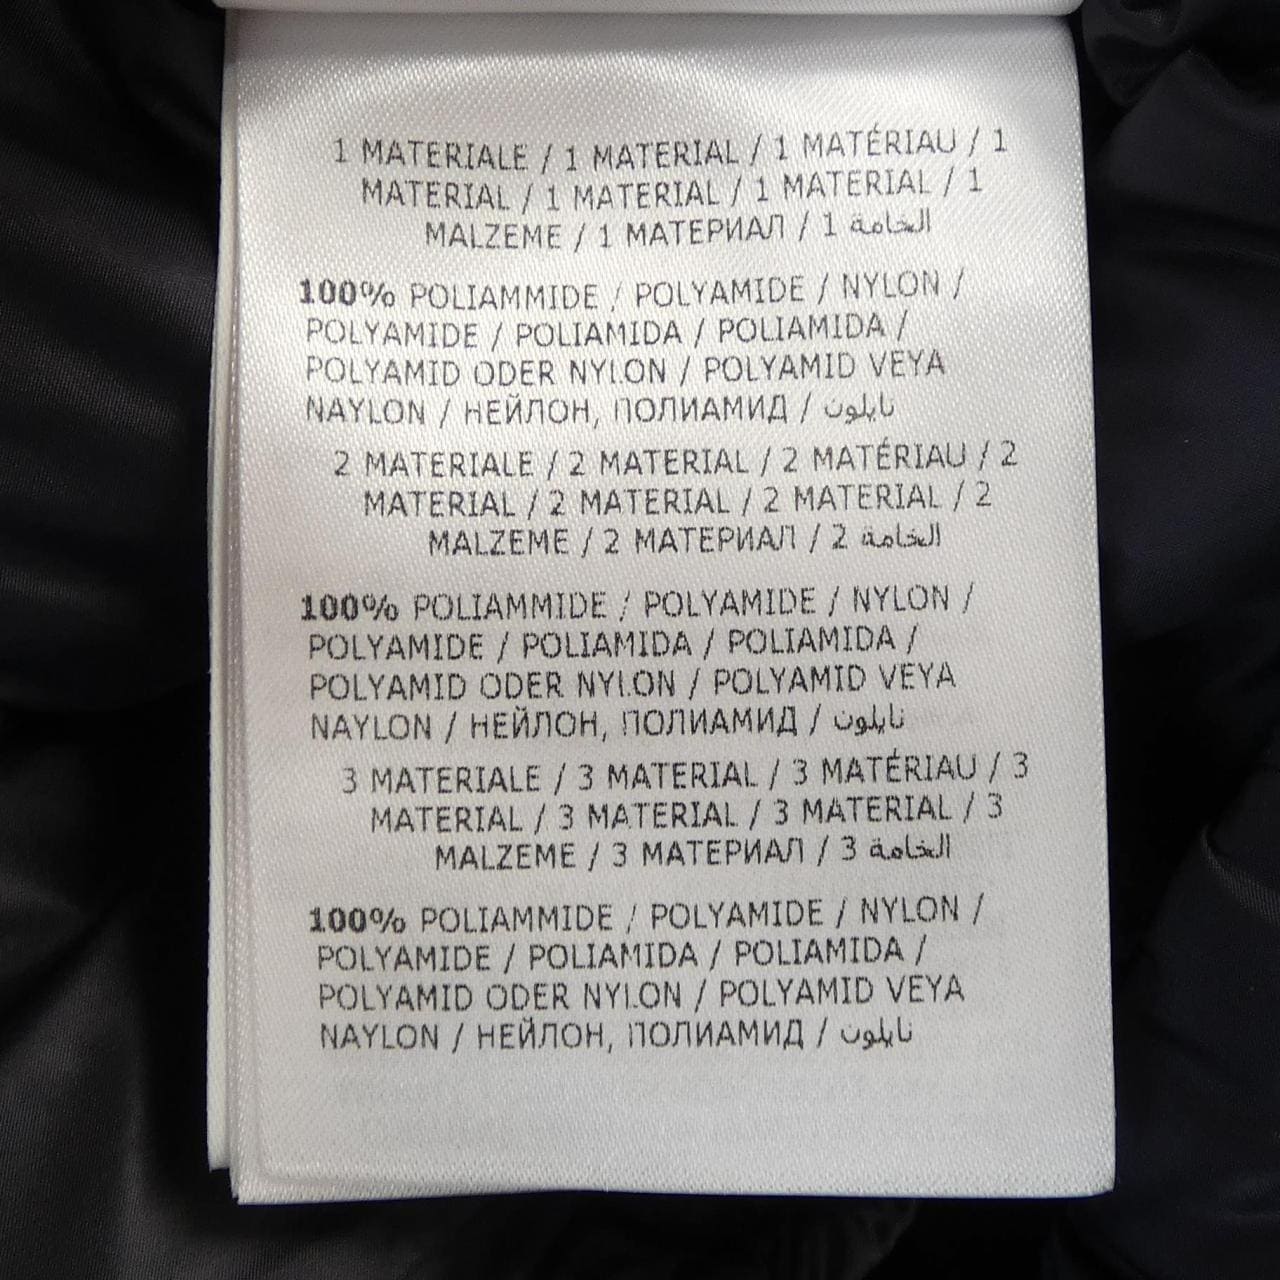 1 MATERIALE / 1 MATERIAL / 1 MATÉRIAU / 1
MATERIAL / 1 MATERIAL / 1 MATERIAL / 1
MALZEME / 1 МАТЕРИАЛ / 1 الخامة
100% POLIAMMIDE / POLYAMIDE / NYLON /
POLYAMIDE / POLIAMIDA / POLIAMIDA /
POLYAMID ODER NYLON / POLYAMID VEYA
NAYLON / НЕЙЛОН, ПОЛИАМИД / نايلون
2 MATERIALE / 2 MATERIAL / 2 MATÉRIAU / 2
MATERIAL / 2 MATERIAL / 2 MATERIAL / 2
MALZEME / 2 МАТЕРИАЛ / 2 الخامة
100% POLIAMMIDE / POLYAMIDE / NYLON /
POLYAMIDE / POLIAMIDA / POLIAMIDA /
POLYAMID ODER NYLON / POLYAMID VEYA
NAYLON / НЕЙЛОН, ПОЛИАМИД / نايلون
3 MATERIALE / 3 MATERIAL / 3 MATÉRIAU / 3
MATERIAL / 3 MATERIAL / 3 MATERIAL / 3
MALZEME / 3 МАТЕРИАЛ / 3 الخامة
100% POLIAMMIDE / POLYAMIDE / NYLON /
POLYAMIDE / POLIAMIDA / POLIAMIDA /
POLYAMID ODER NYLON / POLYAMID VEYA
NAYLON / НЕЙЛОН, ПОЛИАМИД / نايلون